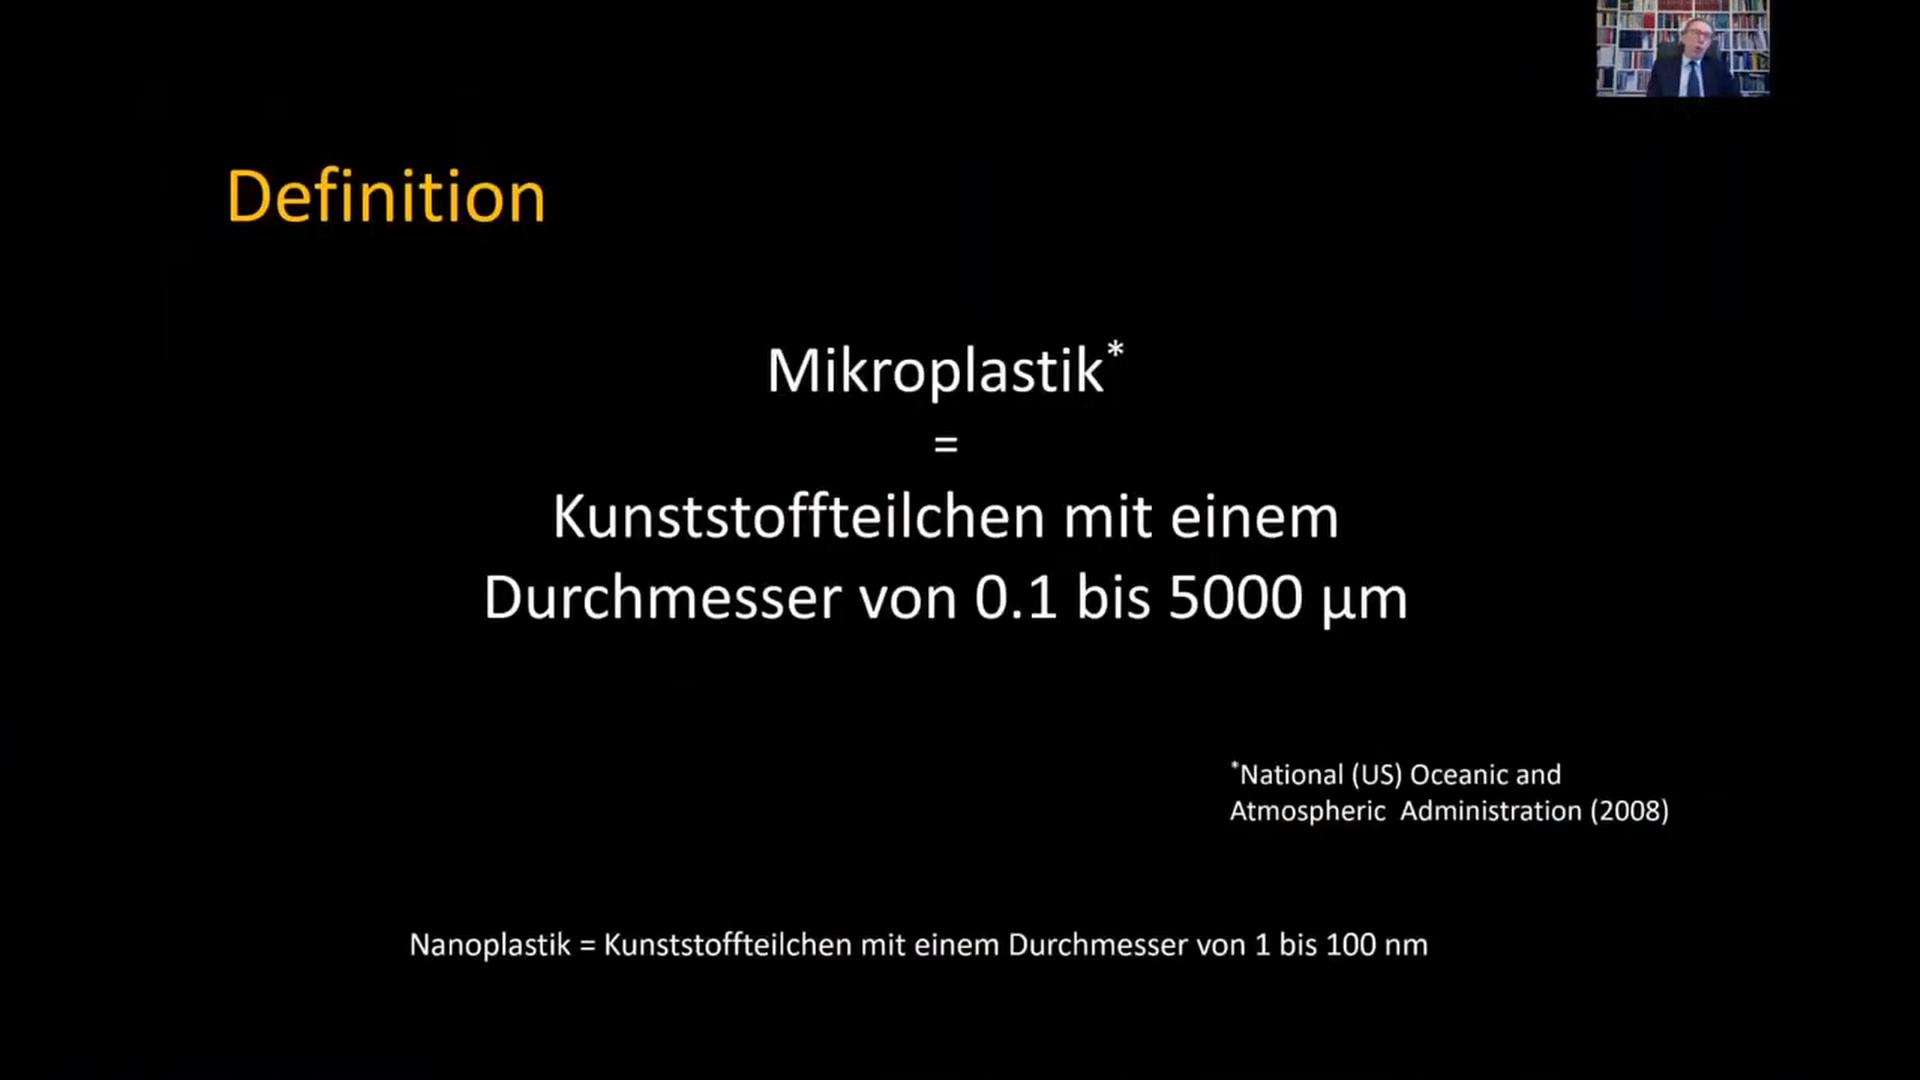 Definition
Mikroplastik*
=
Kunststoffteilchen mit einem
Durchmesser von 0.1 bis 5000 µm
*National (US) Oceanic and
Atmospheric Administration (2008)
Nanoplastik = Kunststoffteilchen mit einem Durchmesser von 1 bis 100 nm